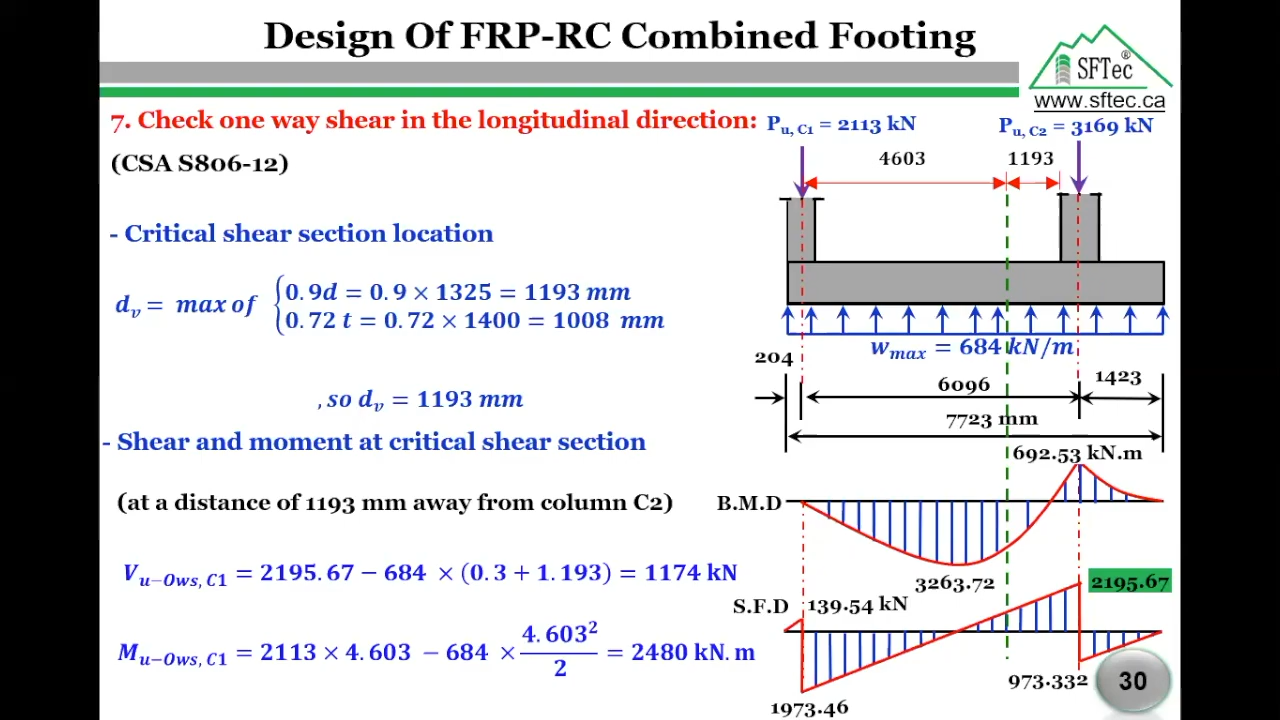 Design Of FRP-RC Combined Footing
SFTec®
www.sftec.ca
7. Check one way shear in the longitudinal direction:
(CSA S806-12)
- Critical shear section location
d_v = max of { 0.9d = 0.9 × 1325 = 1193 mm
0.72 t = 0.72 × 1400 = 1008 mm
, so d_v = 1193 mm
- Shear and moment at critical shear section
(at a distance of 1193 mm away from column C2)
V_{u-Ows, C1} = 2195.67 − 684 × (0.3 + 1.193) = 1174 kN
M_{u-Ows, C1} = 2113 × 4.603 − 684 × 4.603²/2 = 2480 kN.m
P_{u, C1} = 2113 kN
P_{u, C2} = 3169 kN
4603
1193
w_{max} = 684 kN/m
204
6096
1423
7723 mm
692.53 kN.m
B.M.D
3263.72
2195.67
S.F.D
139.54 kN
973.332
1973.46
30